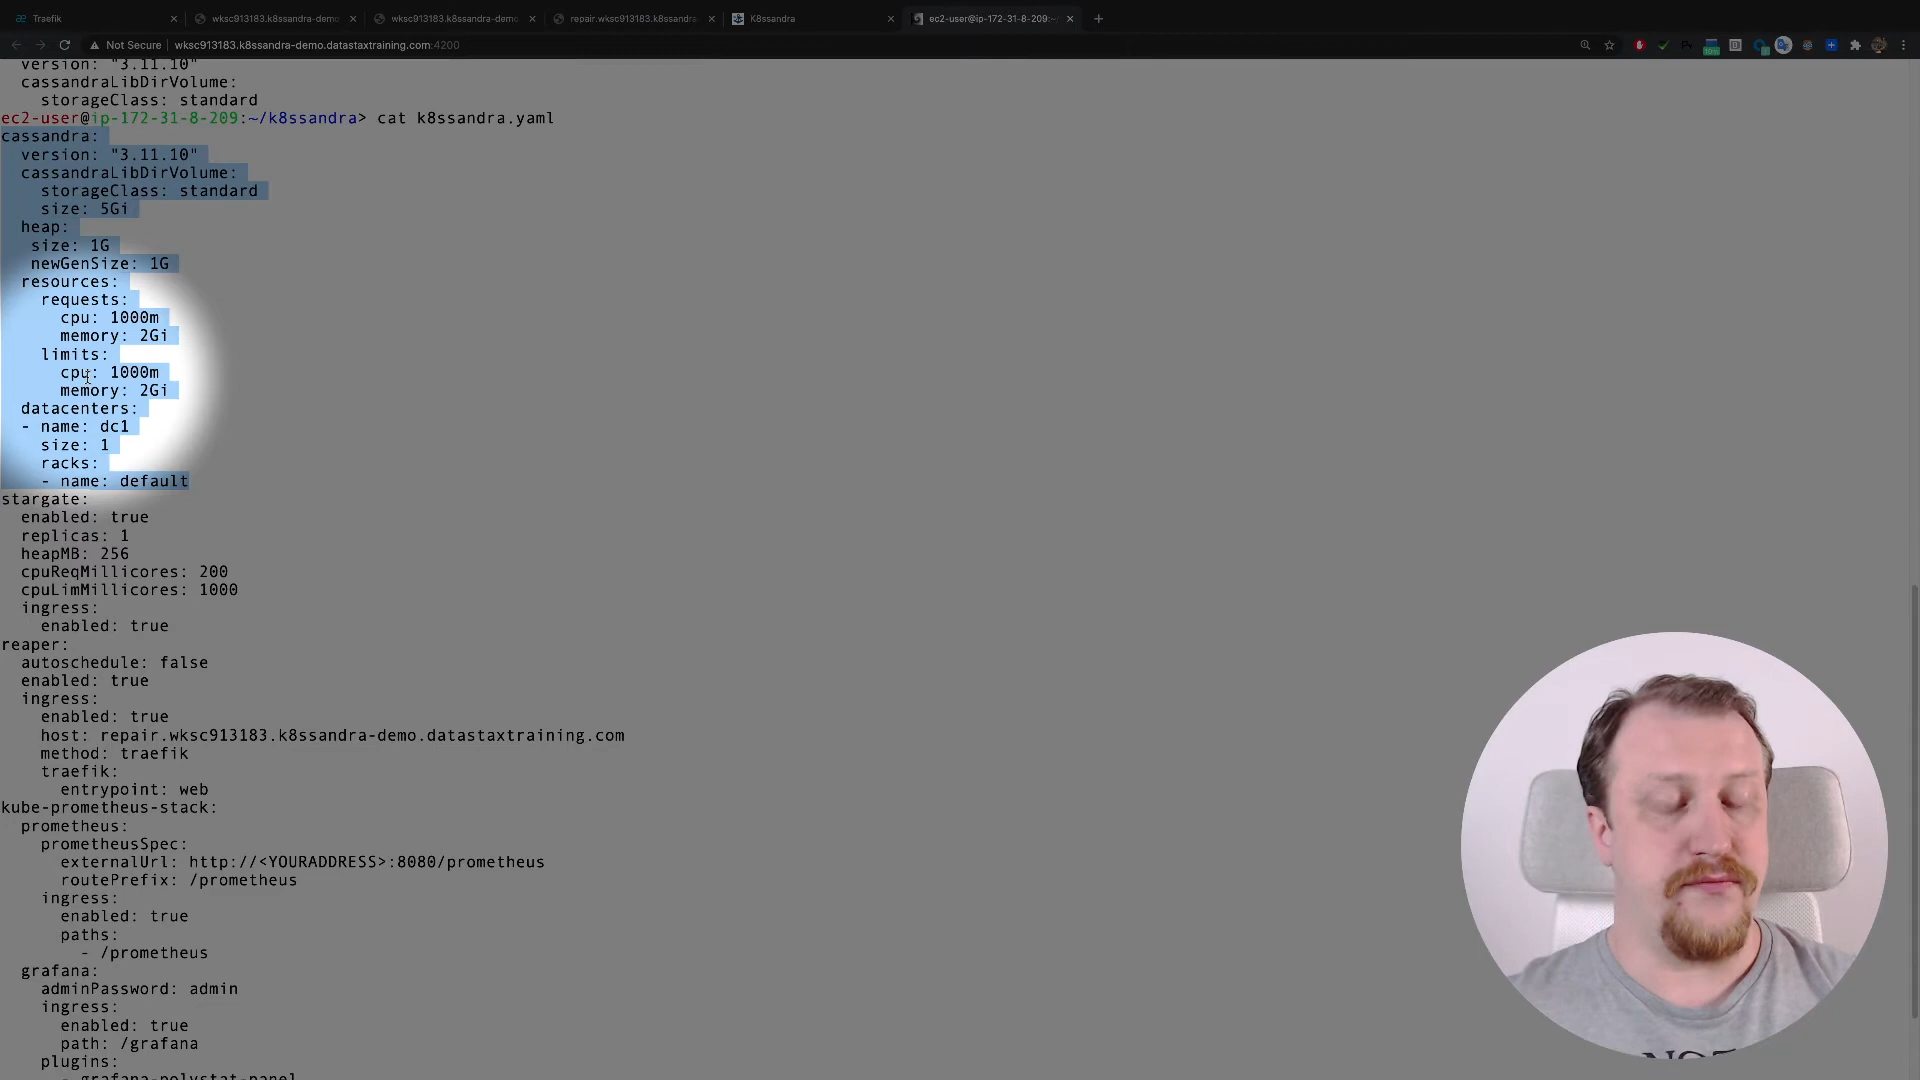 Traefik
wksc913183.k8ssandra-demo
wksc913183.k8ssandra-demo
repair.wksc913183.k8ssandra
K8ssandra
ec2-user@ip-172-31-8-209:~
Not Secure
wksc913183.k8ssandra-demo.datastaxtraining.com:4200
version: "3.11.10"
cassandraLibDirVolume:
storageClass: standard
ec2-user@ip-172-31-8-209:~/k8ssandra> cat k8ssandra.yaml
cassandra:
version: "3.11.10"
cassandraLibDirVolume:
storageClass: standard
size: 5Gi
heap:
size: 1G
newGenSize: 1G
resources:
requests:
cpu: 1000m
memory: 2Gi
limits:
cpu: 1000m
memory: 2Gi
datacenters:
- name: dc1
size: 1
racks:
- name: default
stargate:
enabled: true
replicas: 1
heapMB: 256
cpuReqMillicores: 200
cpuLimMillicores: 1000
ingress:
enabled: true
reaper:
autoschedule: false
enabled: true
ingress:
enabled: true
host: repair.wksc913183.k8ssandra-demo.datastaxtraining.com
method: traefik
traefik:
entrypoint: web
kube-prometheus-stack:
prometheus:
prometheusSpec:
externalUrl: http://<YOURADDRESS>:8080/prometheus
routePrefix: /prometheus
ingress:
enabled: true
paths:
- /prometheus
grafana:
adminPassword: admin
ingress:
enabled: true
path: /grafana
plugins:
- grafana-polystat-panel